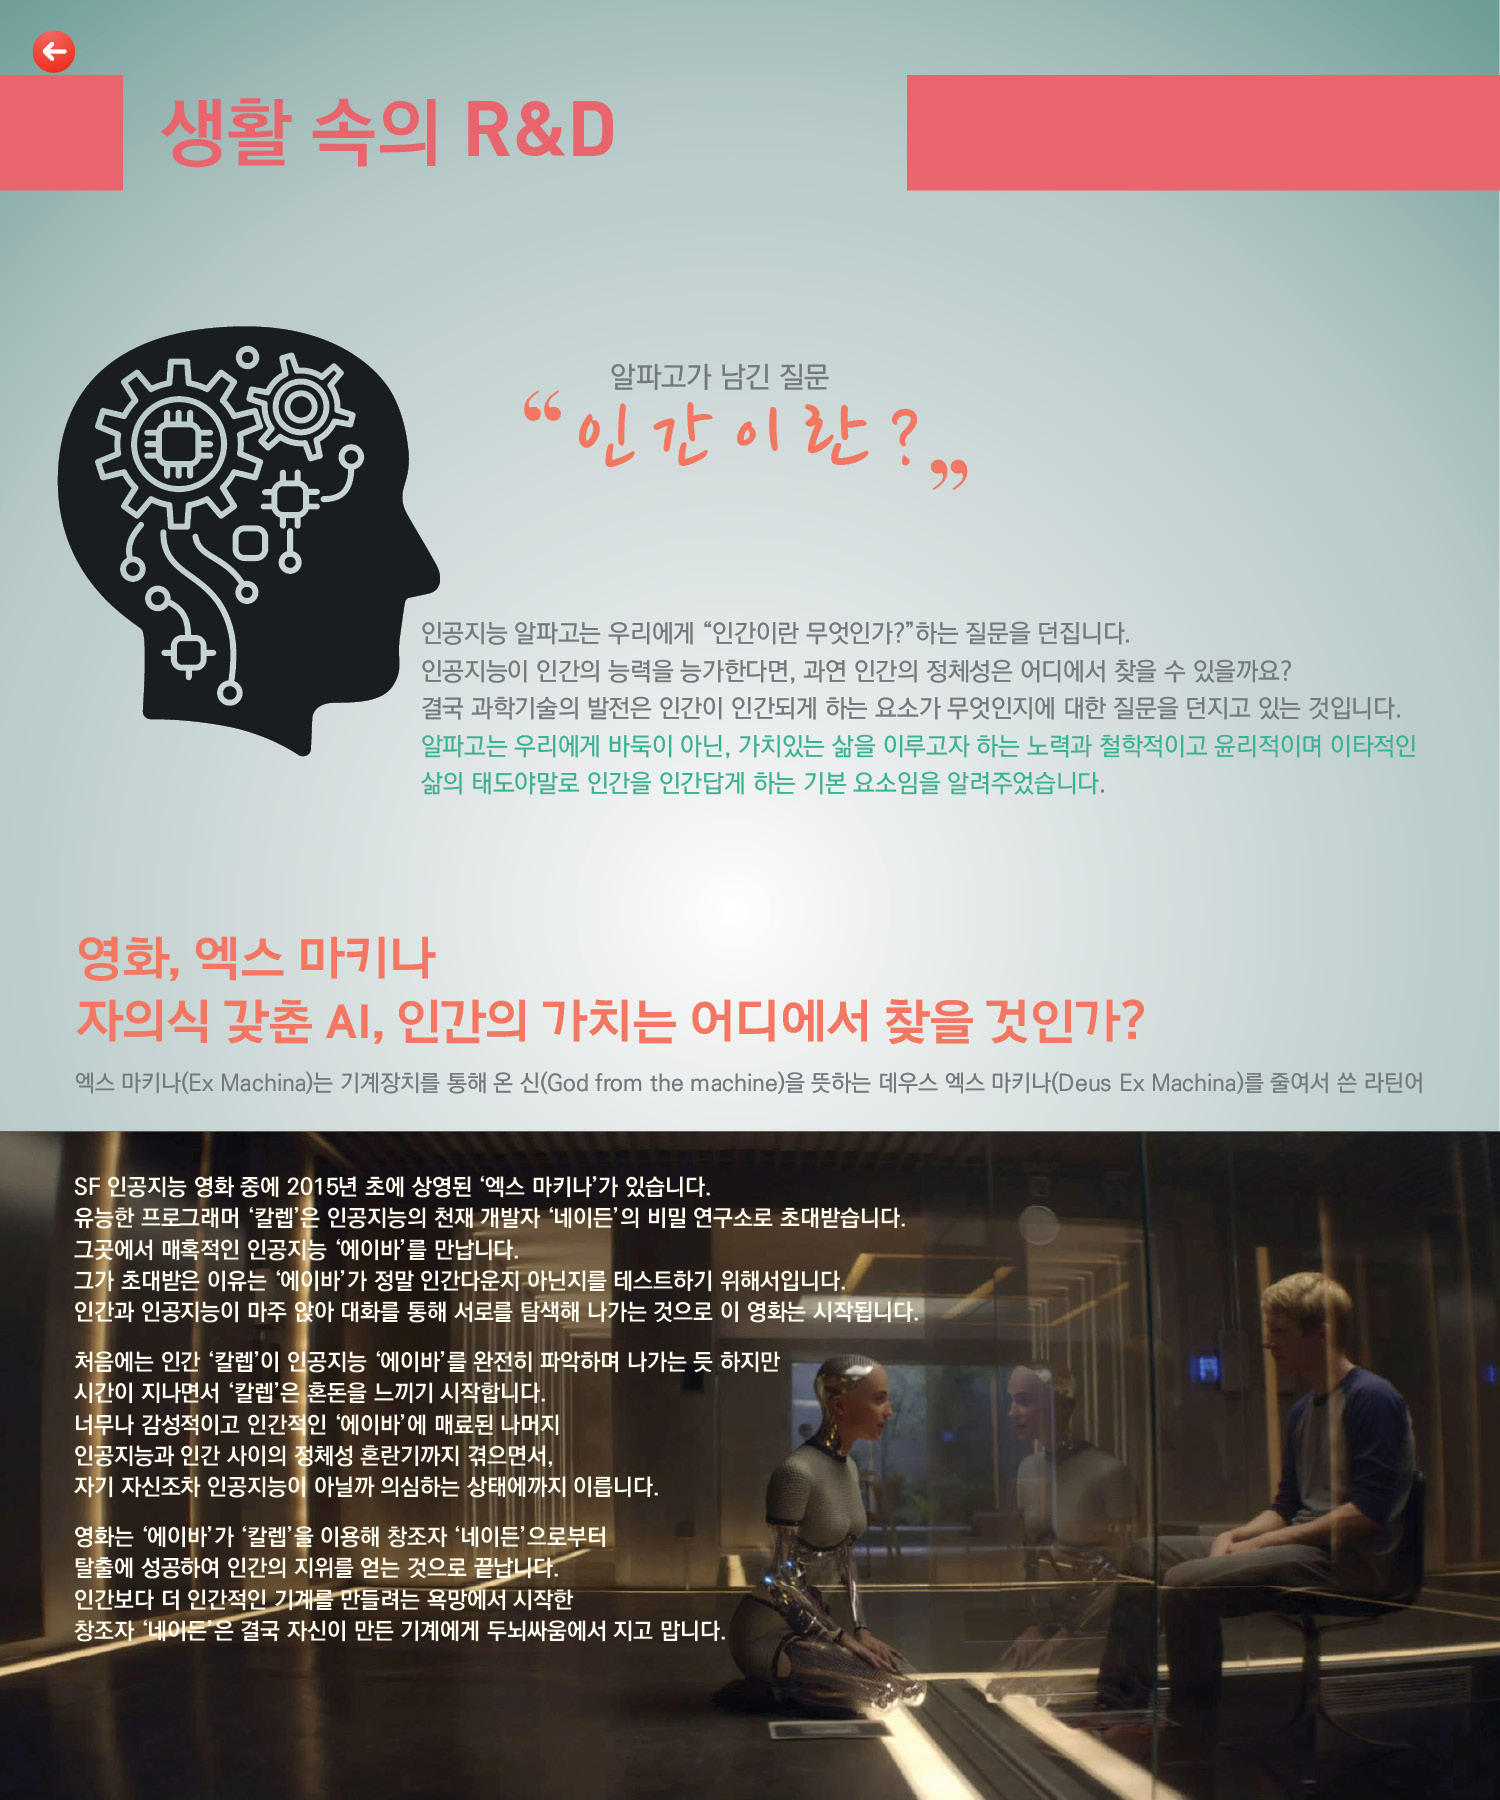 생활 속의 R&D
알파고가 남긴 질문
“인간이란?”
인공지능 알파고는 우리에게 “인간이란 무엇인가?”하는 질문을 던집니다.
인공지능이 인간의 능력을 능가한다면, 과연 인간의 정체성은 어디에서 찾을 수 있을까요?
결국 과학기술의 발전은 인간이 인간되게 하는 요소가 무엇인지에 대한 질문을 던지고 있는 것입니다.
알파고는 우리에게 바둑이 아닌, 가치있는 삶을 이루고자 하는 노력과 철학적이고 윤리적이며 이타적인
삶의 태도야말로 인간을 인간답게 하는 기본 요소임을 알려주었습니다.
영화, 엑스 마키나
자의식 갖춘 AI, 인간의 가치는 어디에서 찾을 것인가?
엑스 마키나(Ex Machina)는 기계장치를 통해 온 신(God from the machine)을 뜻하는 데우스 엑스 마키나(Deus Ex Machina)를 줄여서 쓴 라틴어
SF 인공지능 영화 중에 2015년 초에 상영된 ‘엑스 마키나’가 있습니다.
유능한 프로그래머 ‘칼렙’은 인공지능의 천재 개발자 ‘네이든’의 비밀 연구소로 초대받습니다.
그곳에서 매혹적인 인공지능 ‘에이바’를 만납니다.
그가 초대받은 이유는 ‘에이바’가 정말 인간다운지 아닌지를 테스트하기 위해서입니다.
인간과 인공지능이 마주 앉아 대화를 통해 서로를 탐색해 나가는 것으로 이 영화는 시작됩니다.
처음에는 인간 ‘칼렙’이 인공지능 ‘에이바’를 완전히 파악하며 나가는 듯 하지만
시간이 지나면서 ‘칼렙’은 혼돈을 느끼기 시작합니다.
너무나 감성적이고 인간적인 ‘에이바’에 매료된 나머지
인공지능과 인간 사이의 정체성 혼란기까지 겪으면서,
자기 자신조차 인공지능이 아닐까 의심하는 상태에까지 이릅니다.
영화는 ‘에이바’가 ‘칼렙’을 이용해 창조자 ‘네이든’으로부터
탈출에 성공하여 인간의 지위를 얻는 것으로 끝납니다.
인간보다 더 인간적인 기계를 만들려는 욕망에서 시작한
창조자 ‘네이든’은 결국 자신이 만든 기계에게 두뇌싸움에서 지고 맙니다.